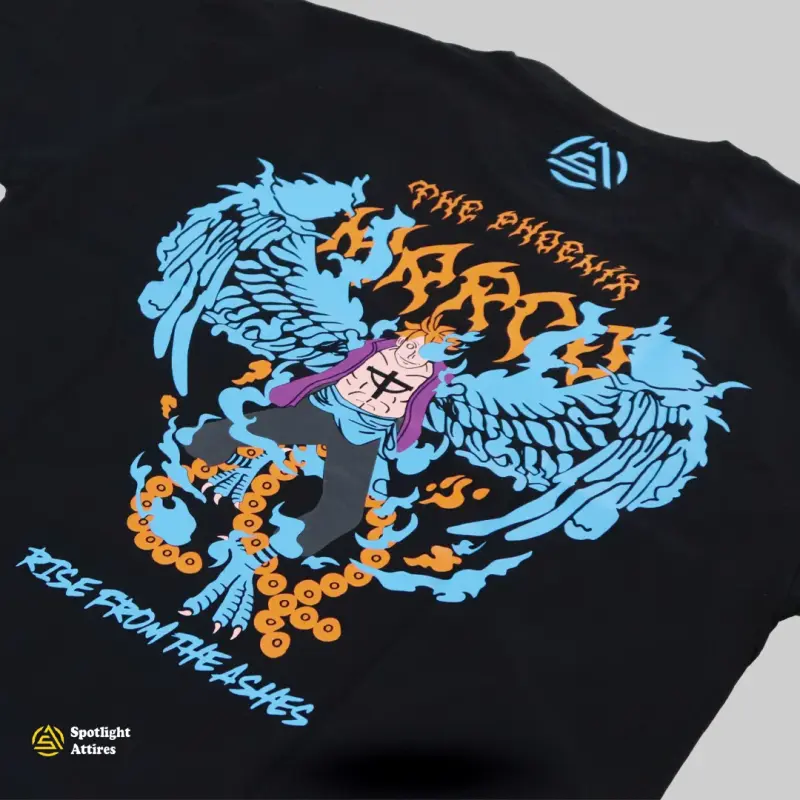 THE PHOENIX
MARCO
RISE FROM THE ASHES
Spotlight
Attires